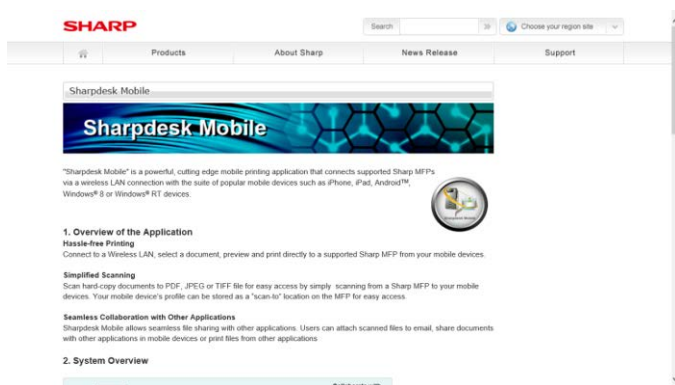 SHARP
Search
Choose your region site
Products About Sharp News Release Support
Sharpdesk Mobile
Sharpdesk Mobile
"Sharpdesk Mobile" is a powerful, cutting edge mobile printing application that connects supported Sharp MFPs
via a wireless LAN connection with the suite of popular mobile devices such as iPhone, iPad, Android™,
Windows® 8 or Windows® RT devices.
1. Overview of the Application
Hassle-free Printing
Connect to a Wireless LAN, select a document, preview and print directly to a supported Sharp MFP from your mobile devices.
Simplified Scanning
Scan hard-copy documents to PDF, JPEG or TIFF file for easy access by simply scanning from a Sharp MFP to your mobile
devices. Your mobile device's profile can be stored as a "scan-to" location on the MFP for easy access.
Seamless Collaboration with Other Applications
Sharpdesk Mobile allows seamless file sharing with other applications. Users can attach scanned files to email, share documents
with other applications in mobile devices or print files from other applications
2. System Overview